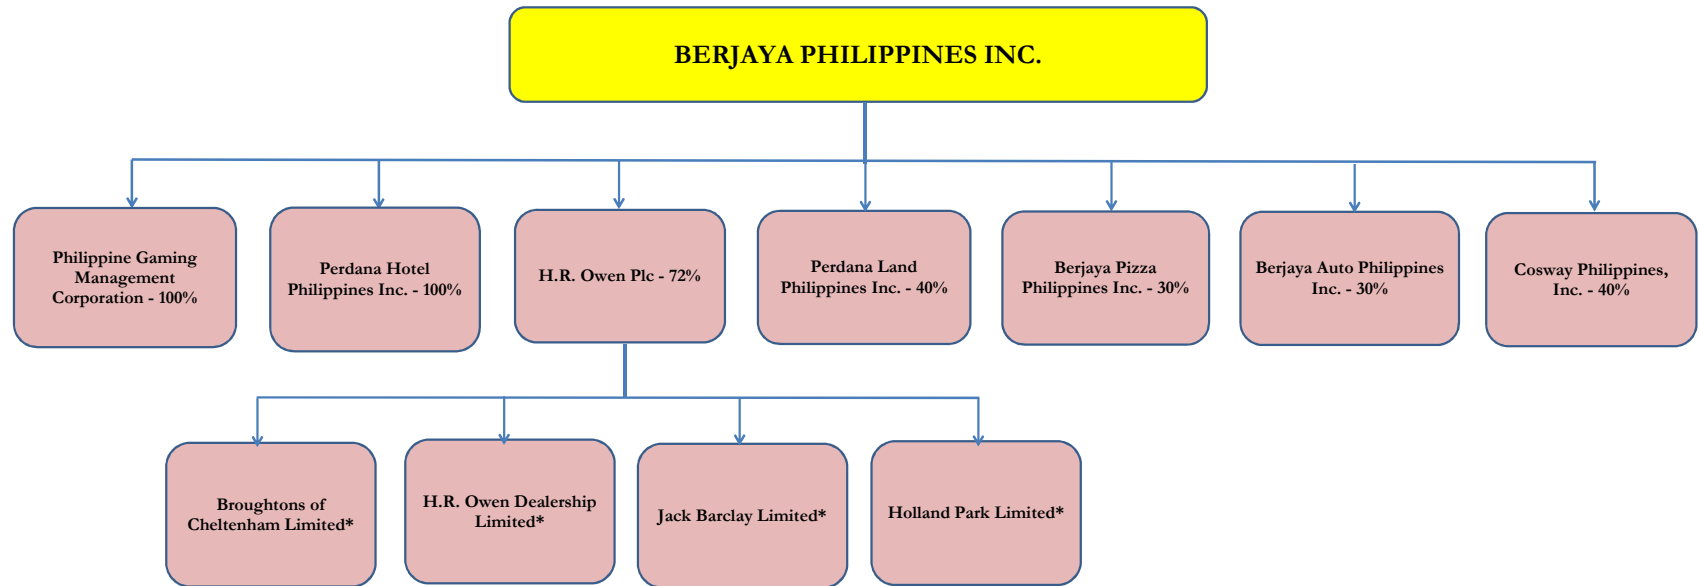 BERJAYA PHILIPPINES INC.
Philippine Gaming
Management
Corporation - 100%
Perdana Hotel
Philippines Inc. - 100%
H.R. Owen Plc - 72%
Perdana Land
Philippines Inc. - 40%
Berjaya Pizza
Philippines Inc. - 30%
Berjaya Auto Philippines
Inc. - 30%
Cosway Philippines,
Inc. - 40%
Broughtons of
Cheltenham Limited*
H.R. Owen Dealership
Limited*
Jack Barclay Limited*
Holland Park Limited*